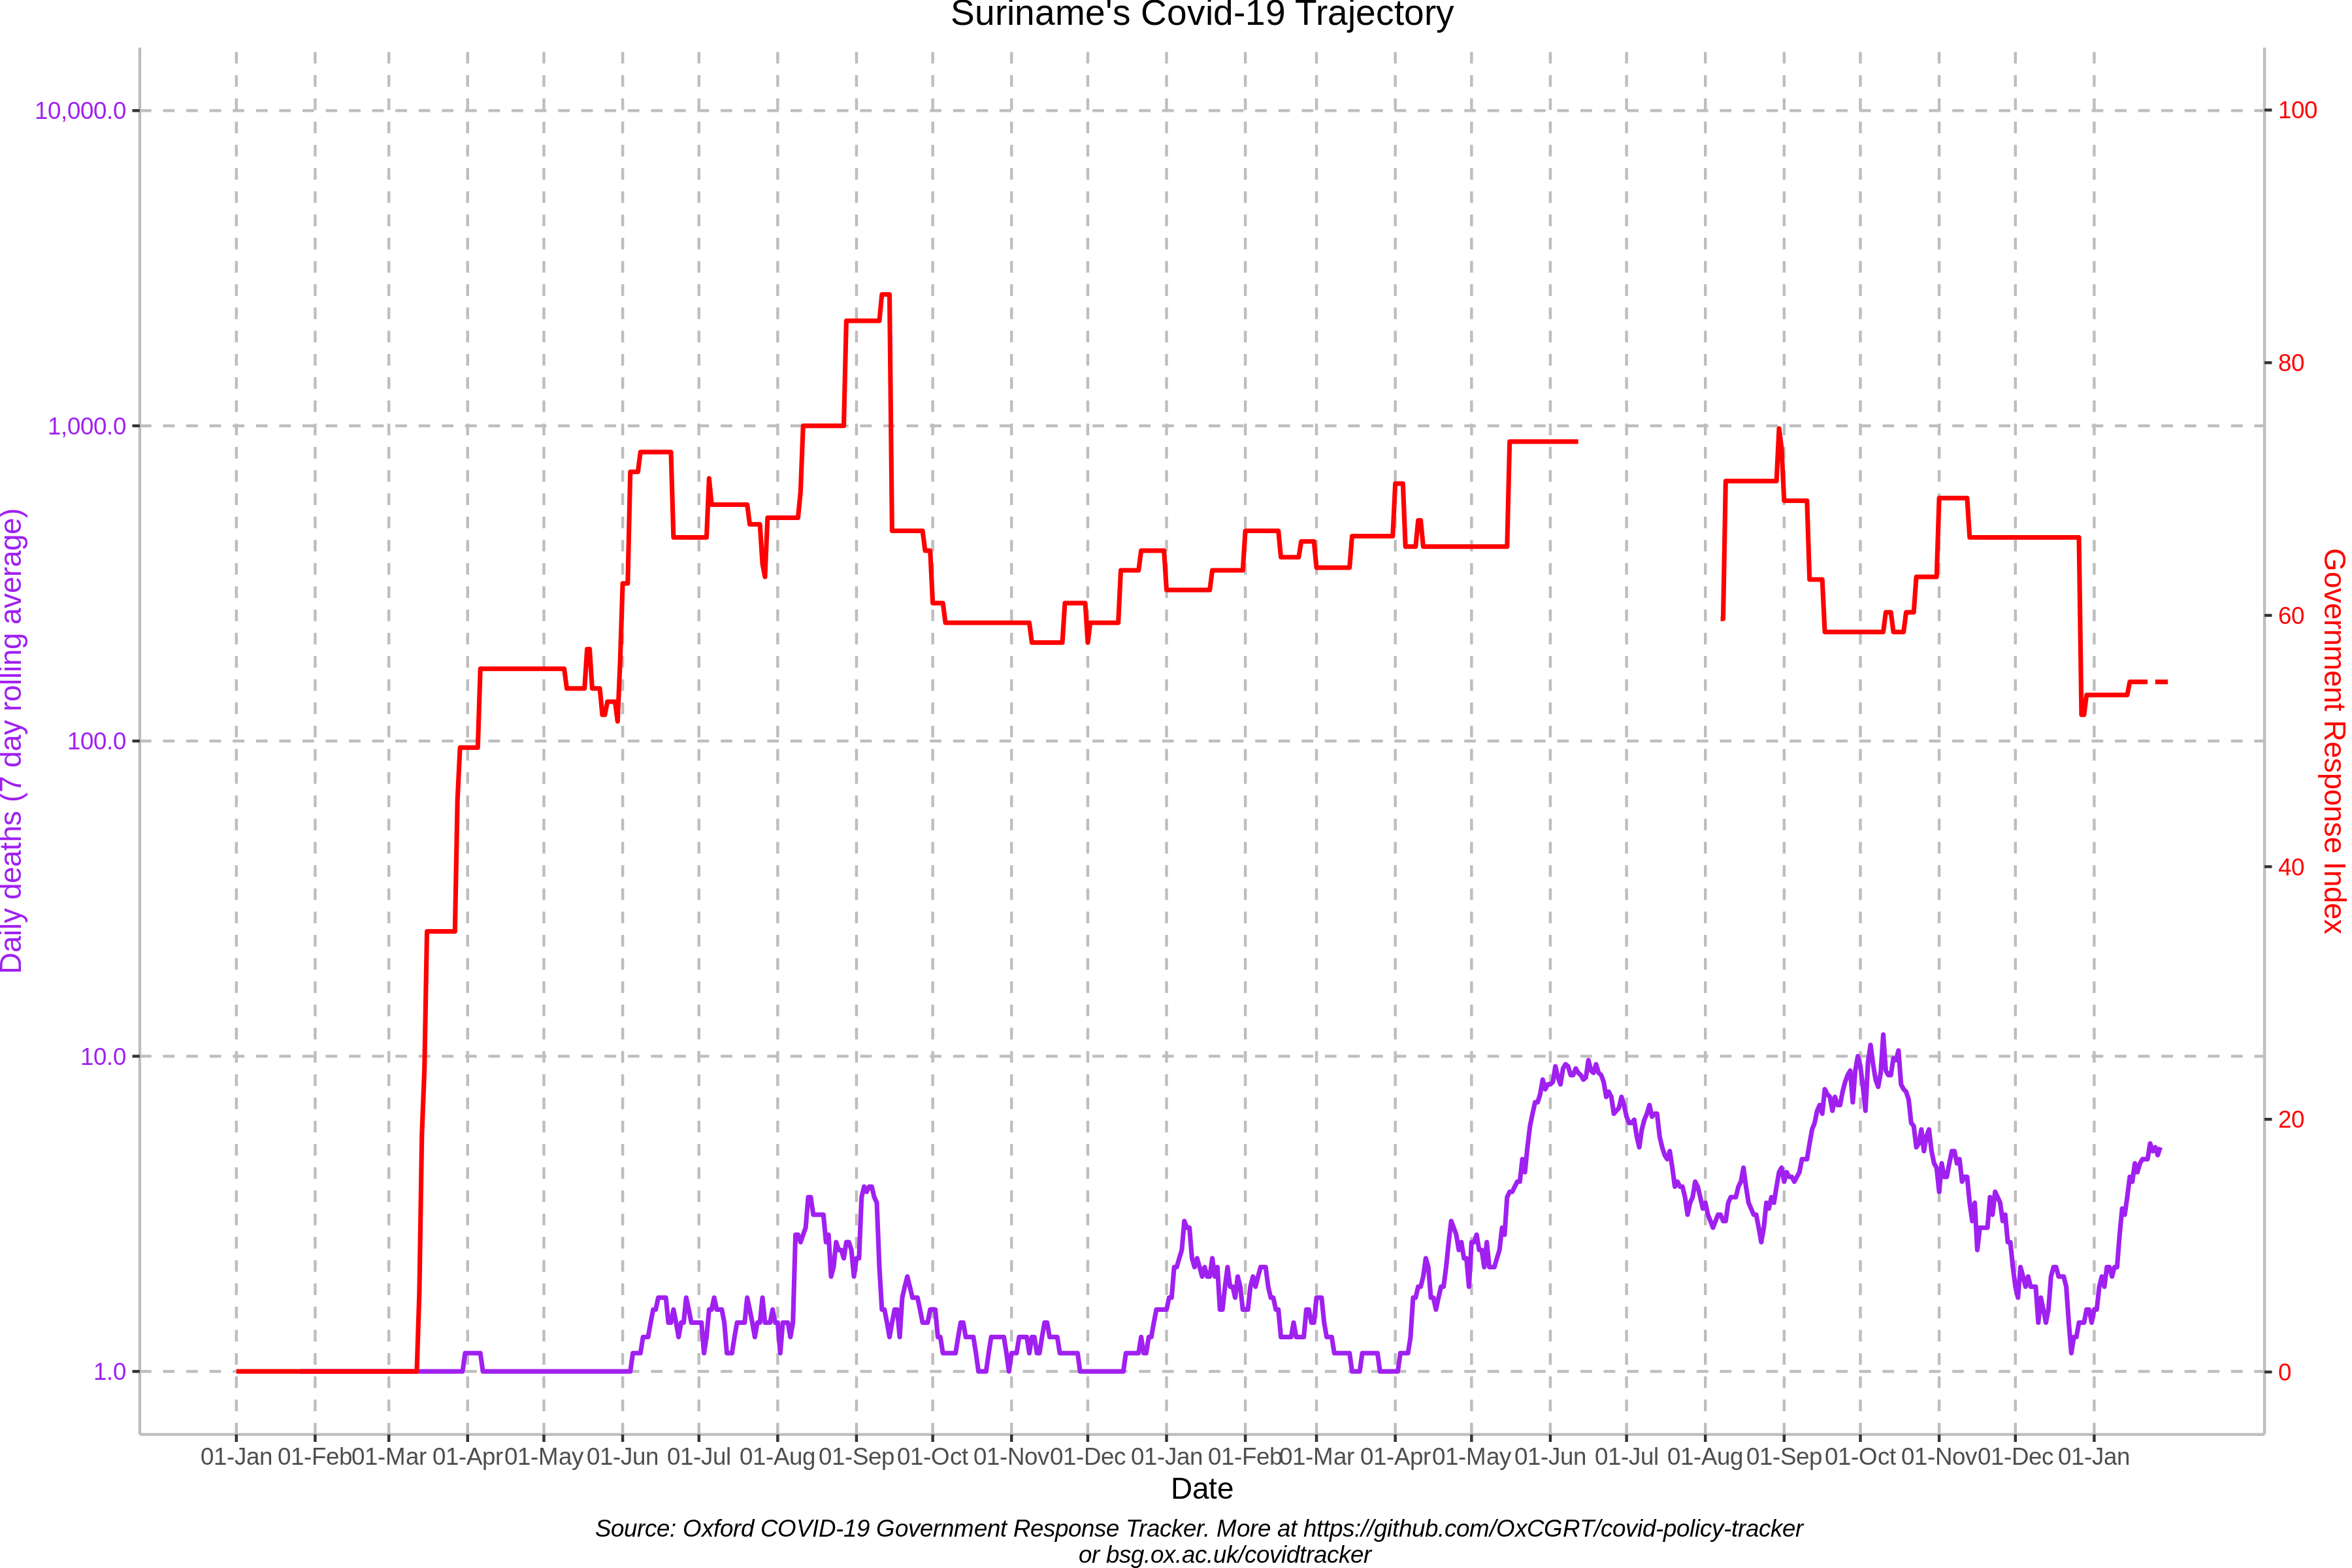 Suriname's Covid-19 Trajectory
10,000.0
1,000.0
100.0
10.0
1.0
Daily deaths (7 day rolling average)
100
80
60
40
20
0
Government Response Index
01-Jan 01-Feb 01-Mar 01-Apr 01-May 01-Jun 01-Jul 01-Aug 01-Sep 01-Oct 01-Nov 01-Dec 01-Jan 01-Feb 01-Mar 01-Apr 01-May 01-Jun 01-Jul 01-Aug 01-Sep 01-Oct 01-Nov 01-Dec 01-Jan
Date
Source: Oxford COVID-19 Government Response Tracker. More at https://github.com/OxCGRT/covid-policy-tracker
or bsg.ox.ac.uk/covidtracker